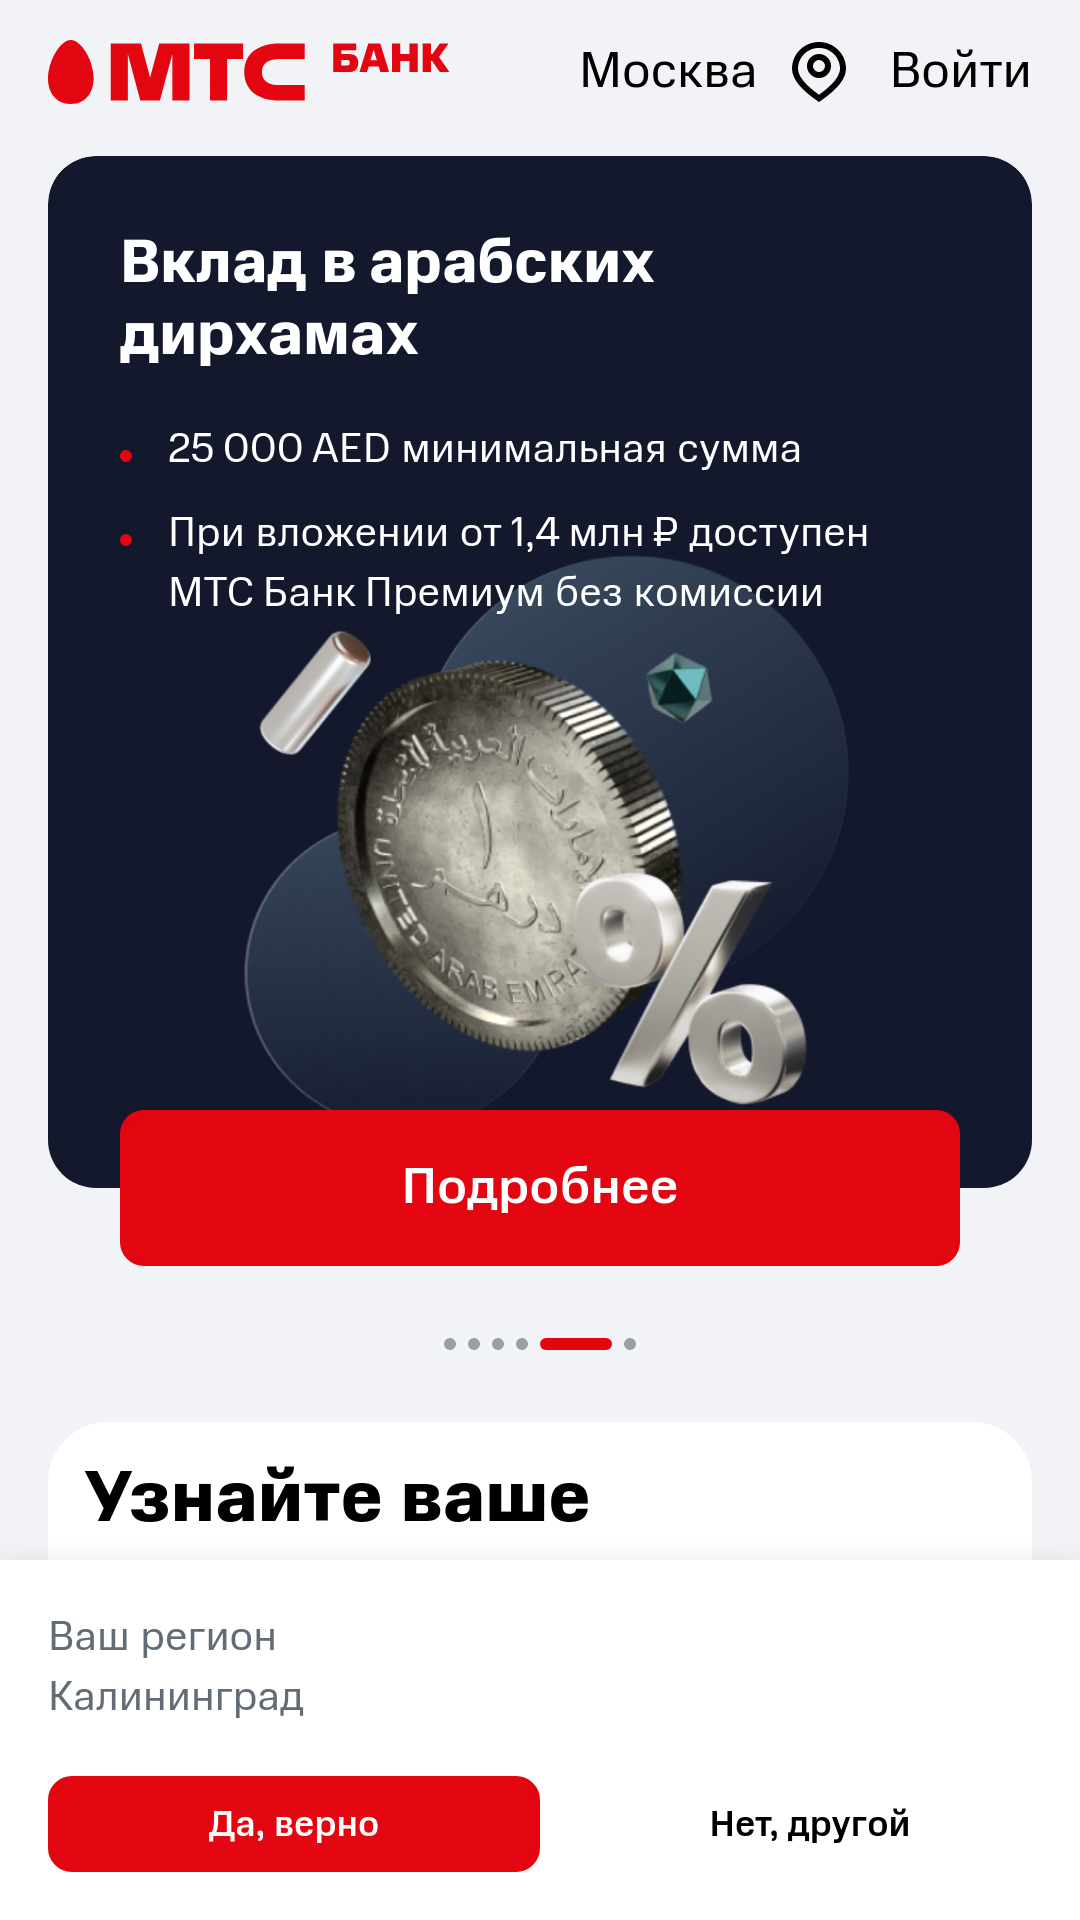 МТС БАНК
Москва
Войти
Вклад в арабских
дирхамах
25 000 AED минимальная сумма
При вложении от 1,4 млн ₽ доступен
МТС Банк Премиум без комиссии
UNITED ARAB EMIRA
Подробнее
Узнайте ваше
Ваш регион
Калининград
Да, верно
Нет, другой